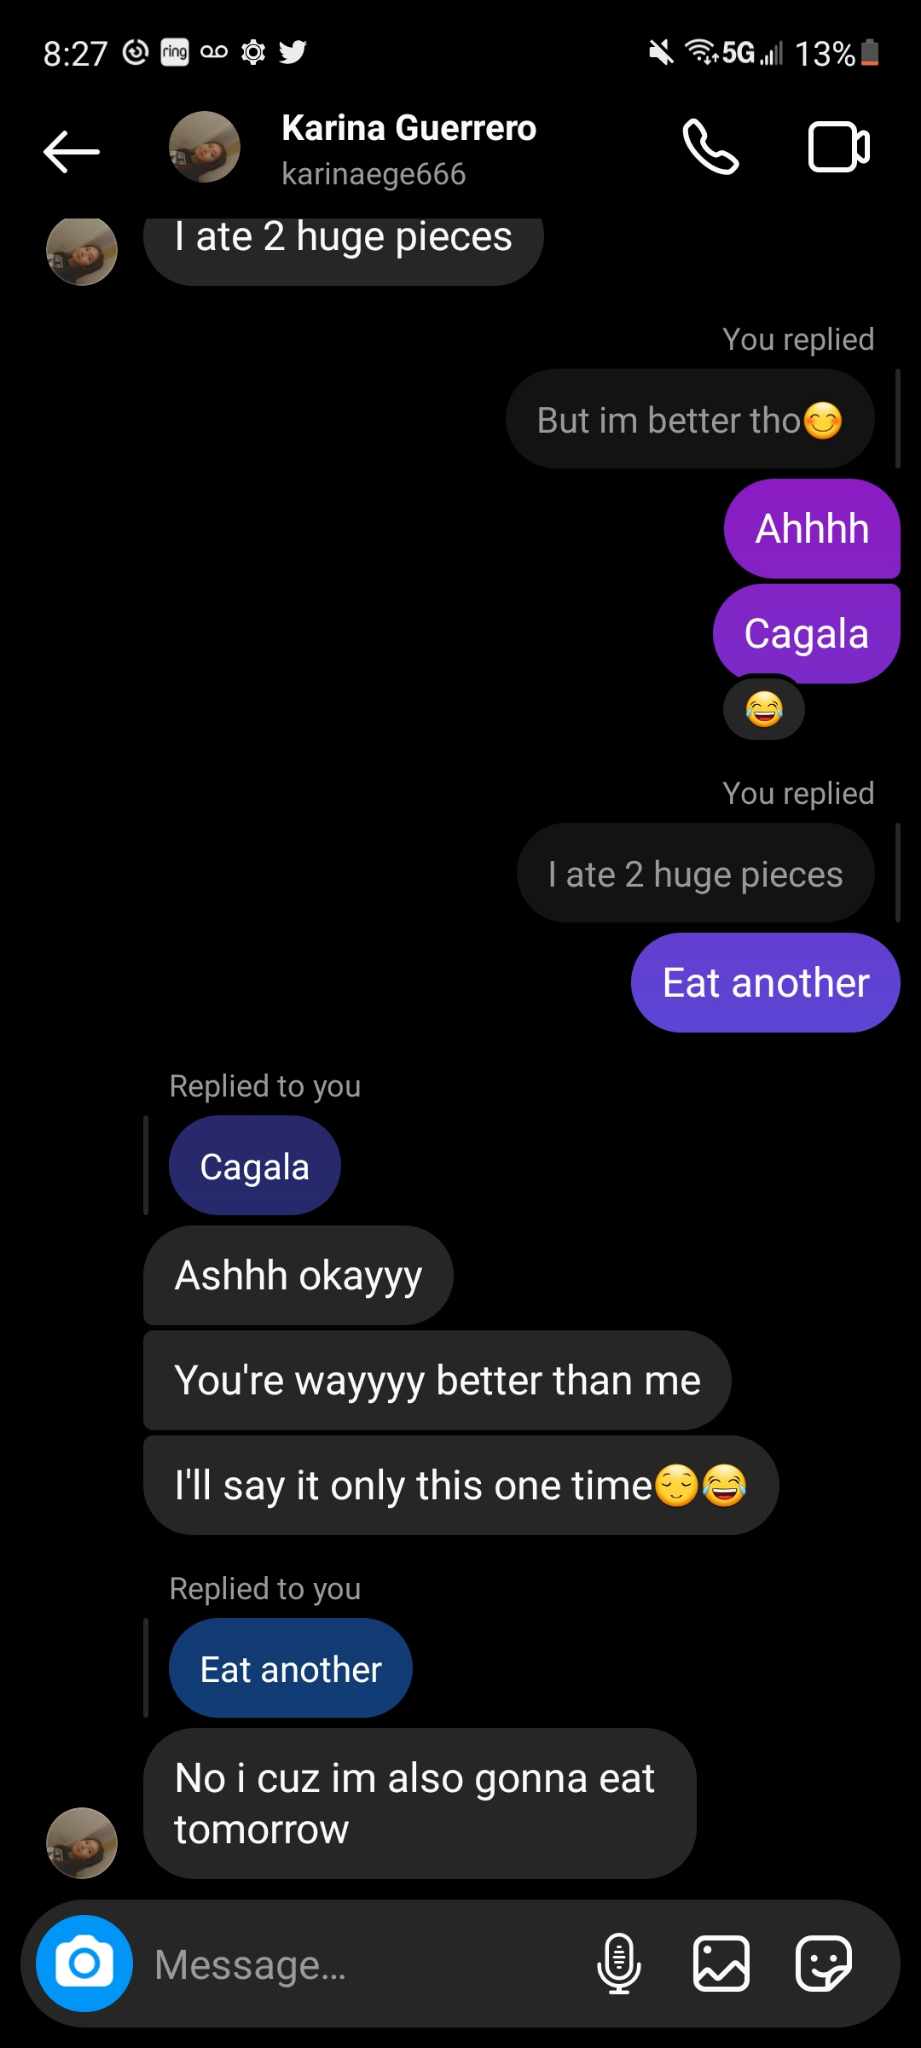 8:27 ring 5G 13%
Karina Guerrero
karinaege666
I ate 2 huge pieces
You replied
But im better tho😊
Ahhhh
Cagala
😂
You replied
I ate 2 huge pieces
Eat another
Replied to you
Cagala
Ashhh okayyy
You're wayyyy better than me
I'll say it only this one time😌😂
Replied to you
Eat another
No i cuz im also gonna eat
tomorrow
Message...